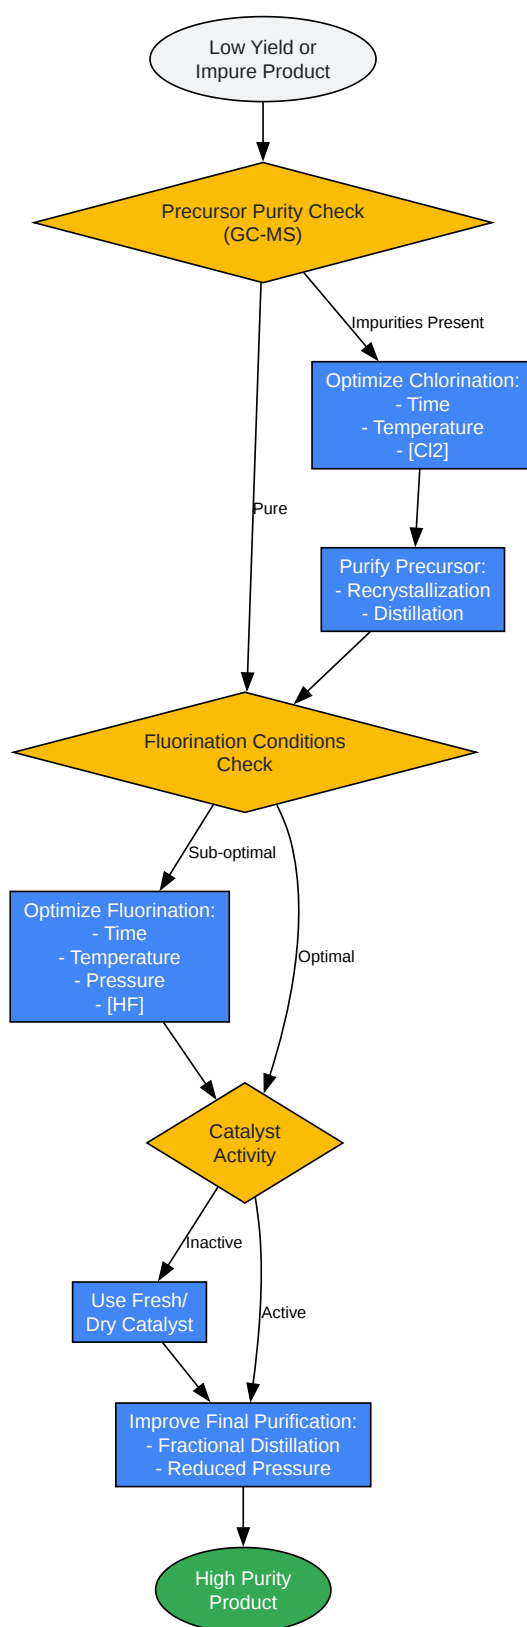 Low Yield or
Impure Product
Precursor Purity Check
(GC-MS)
Impurities Present
Optimize Chlorination:
- Time
- Temperature
- [Cl2]
Pure
Purify Precursor:
- Recrystallization
- Distillation
Fluorination Conditions
Check
Sub-optimal
Optimize Fluorination:
- Time
- Temperature
- Pressure
- [HF]
Optimal
Catalyst
Activity
Inactive
Use Fresh/
Dry Catalyst
Active
Improve Final Purification:
- Fractional Distillation
- Reduced Pressure
High Purity
Product